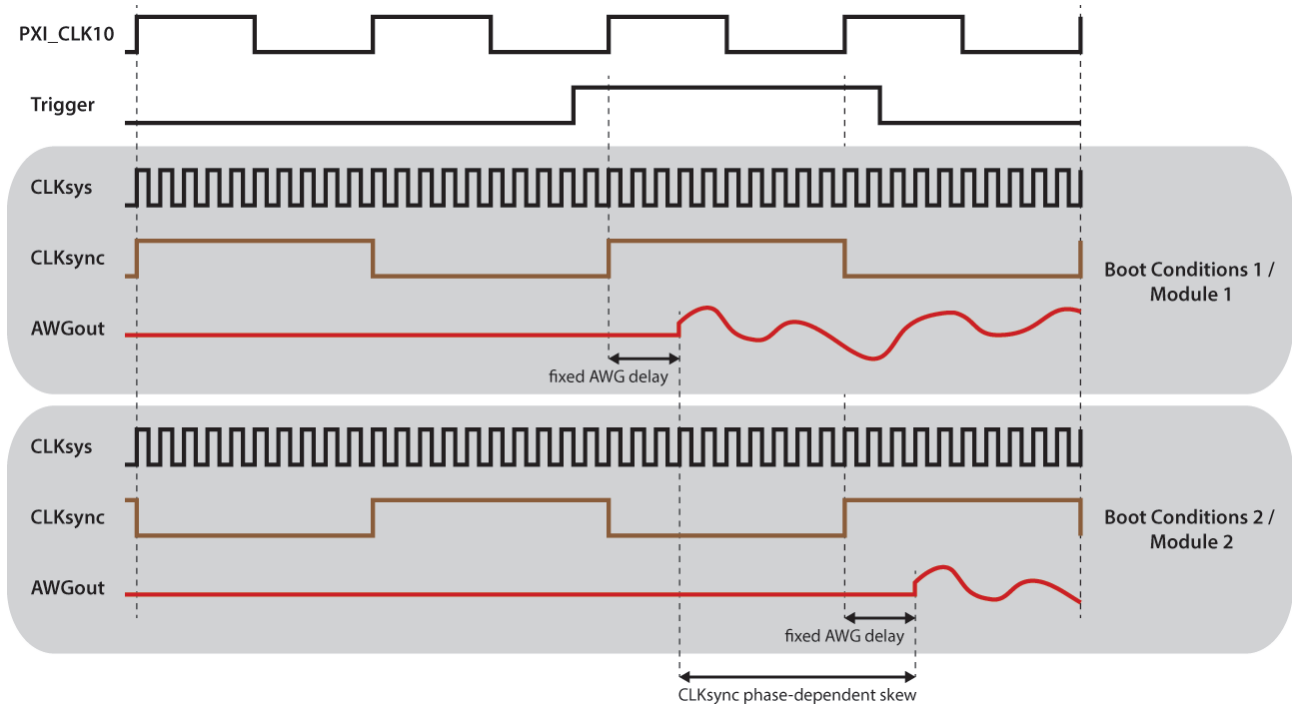 PXI_CLK10
Trigger
CLKsys
CLKsync
AWGout
fixed AWG delay
Boot Conditions 1 /
Module 1
CLKsys
CLKsync
AWGout
fixed AWG delay
Boot Conditions 2 /
Module 2
CLKsync phase-dependent skew